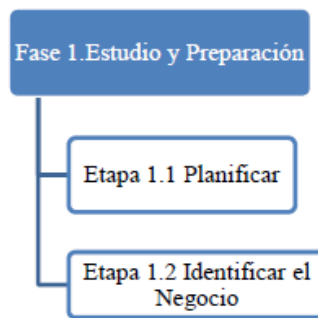 Fase 1.Estudio y Preparación
Etapa 1.1 Planificar
Etapa 1.2 Identificar el
Negocio